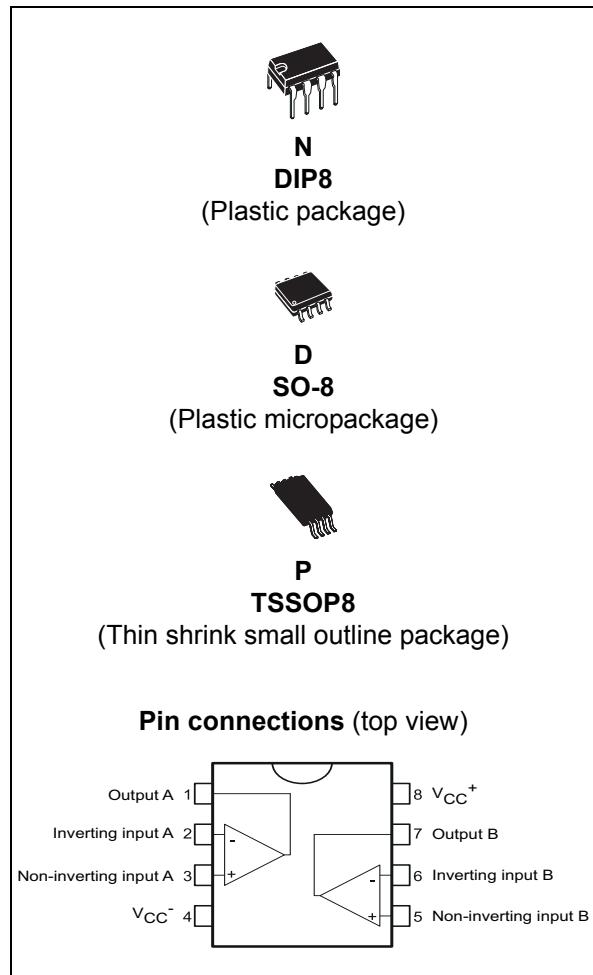 N
DIP8
(Plastic package)
D
SO-8
(Plastic micropackage)
P
TSSOP8
(Thin shrink small outline package)
Pin connections (top view)
Output A 1
Inverting input A 2
Non-inverting input A 3
VCC- 4
8 VCC+
7 Output B
6 Inverting input B
5 Non-inverting input B
-
+
-
+